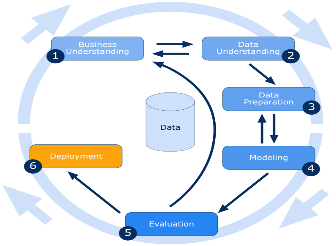 Business
Understanding
1
Data
Understanding
2
Data
Preparation
3
Data
Modeling
4
Deployment
6
Evaluation
5